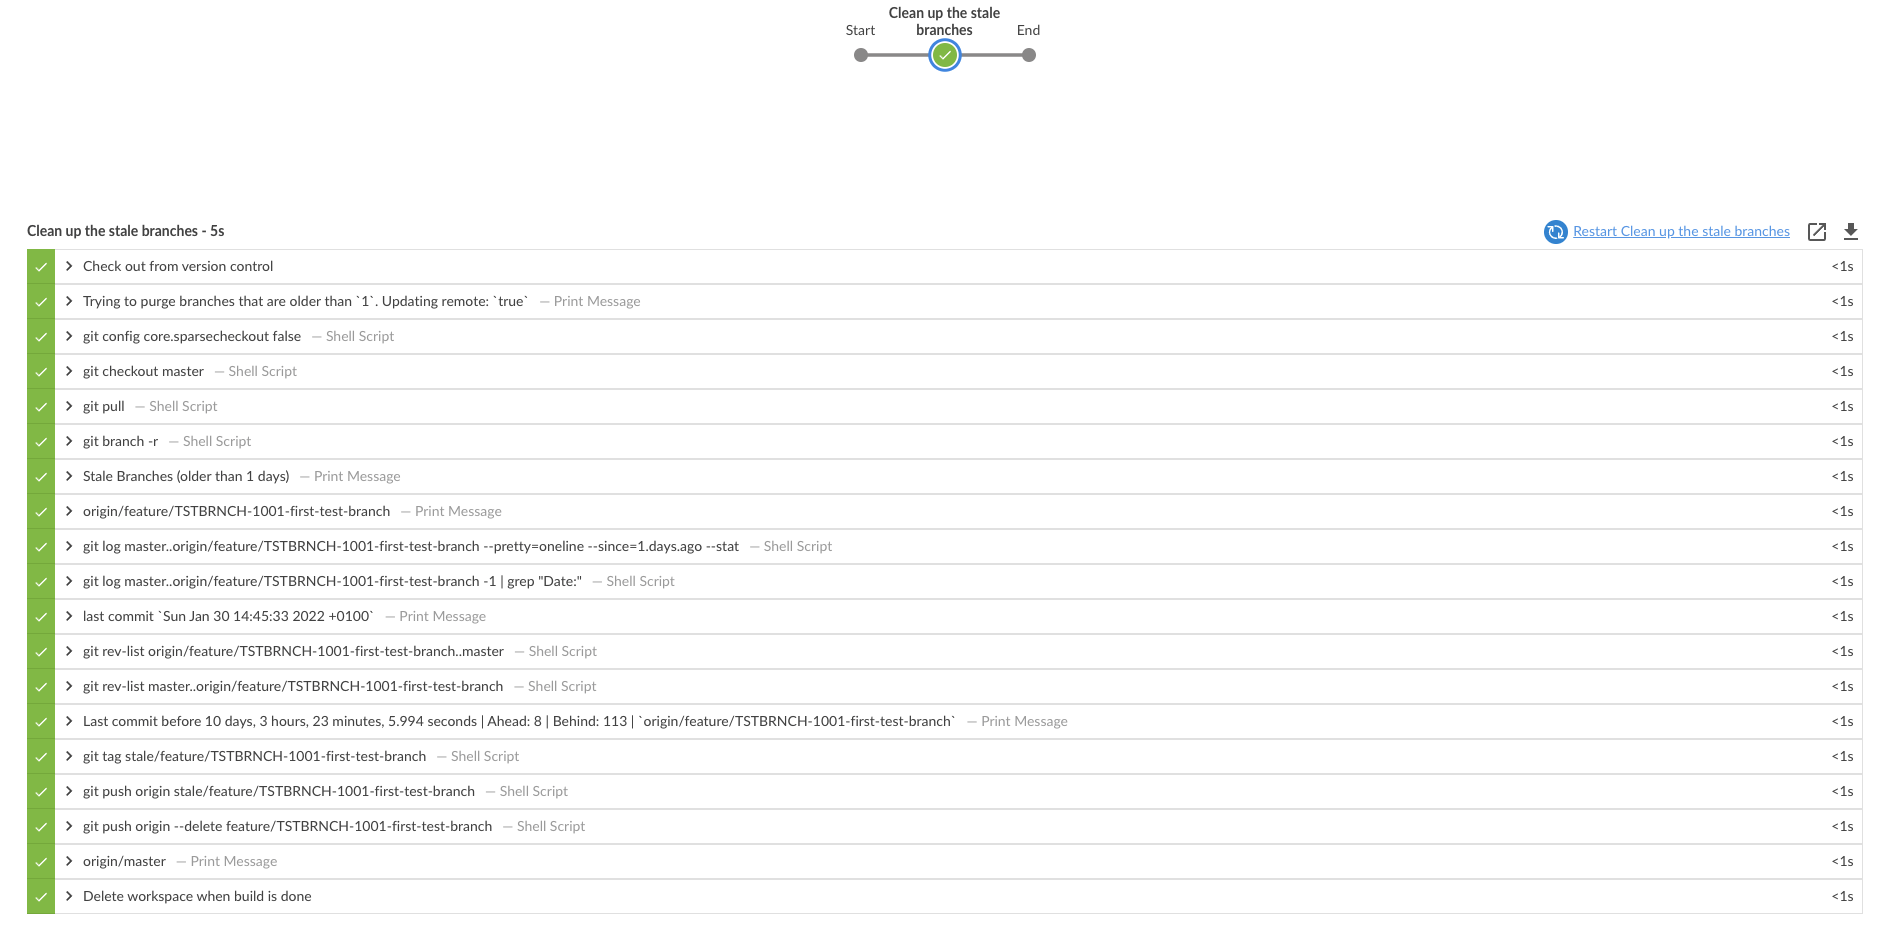 Clean up the stale
branches
Start
End
Clean up the stale branches - 5s
Restart Clean up the stale branches
Check out from version control <1s
Trying to purge branches that are older than `1`. Updating remote: `true` — Print Message <1s
git config core.sparsecheckout false — Shell Script <1s
git checkout master — Shell Script <1s
git pull — Shell Script <1s
git branch -r — Shell Script <1s
Stale Branches (older than 1 days) — Print Message <1s
origin/feature/TSTBRNCH-1001-first-test-branch — Print Message <1s
git log master..origin/feature/TSTBRNCH-1001-first-test-branch --pretty=oneline --since=1.days.ago --stat — Shell Script <1s
git log master..origin/feature/TSTBRNCH-1001-first-test-branch -1 | grep "Date:" — Shell Script <1s
last commit `Sun Jan 30 14:45:33 2022 +0100` — Print Message <1s
git rev-list origin/feature/TSTBRNCH-1001-first-test-branch..master — Shell Script <1s
git rev-list master..origin/feature/TSTBRNCH-1001-first-test-branch — Shell Script <1s
Last commit before 10 days, 3 hours, 23 minutes, 5.994 seconds | Ahead: 8 | Behind: 113 | `origin/feature/TSTBRNCH-1001-first-test-branch` — Print Message <1s
git tag stale/feature/TSTBRNCH-1001-first-test-branch — Shell Script <1s
git push origin stale/feature/TSTBRNCH-1001-first-test-branch — Shell Script <1s
git push origin --delete feature/TSTBRNCH-1001-first-test-branch — Shell Script <1s
origin/master — Print Message <1s
Delete workspace when build is done <1s